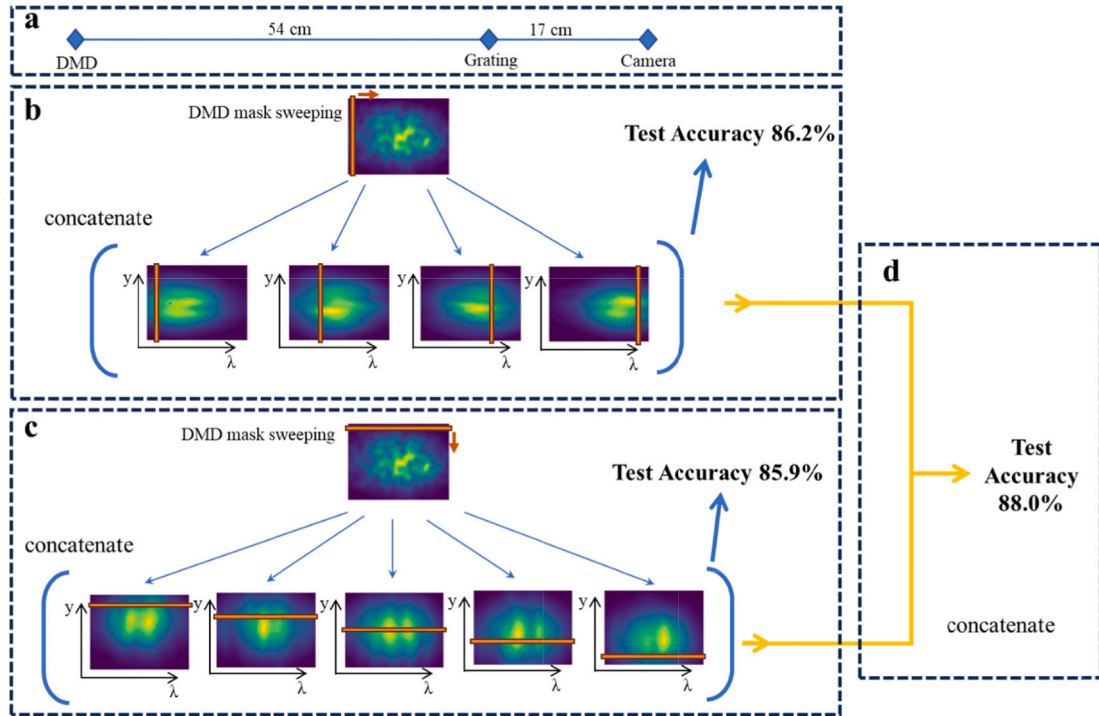 a
54 cm
17 cm
DMD
Grating
Camera
b
DMD mask sweeping
Test Accuracy 86.2%
concatenate
y
y
y
y
λ
λ
λ
λ
c
DMD mask sweeping
Test Accuracy 85.9%
concatenate
y
y
y
y
y
λ
λ
λ
λ
λ
d
Test
Accuracy
88.0%
concatenate